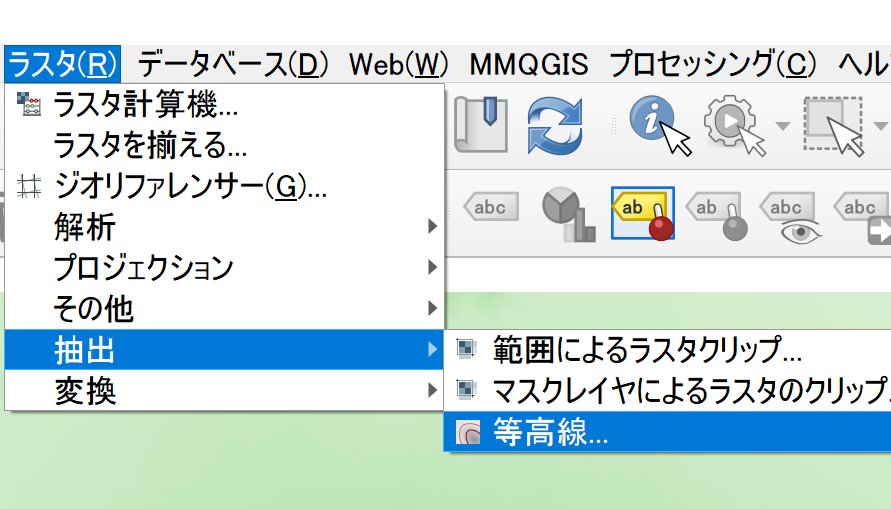 ラスタ(R) データベース(D) Web(W) MMQGIS プロセッシング(C) ヘル
ラスタ計算機...
ラスタを揃える...
ジオリファレンサー(G)...
解析
プロジェクション
その他
抽出
変換
abc ab ab abc abc
範囲によるラスタクリップ...
マスクレイヤによるラスタのクリップ.
等高線...